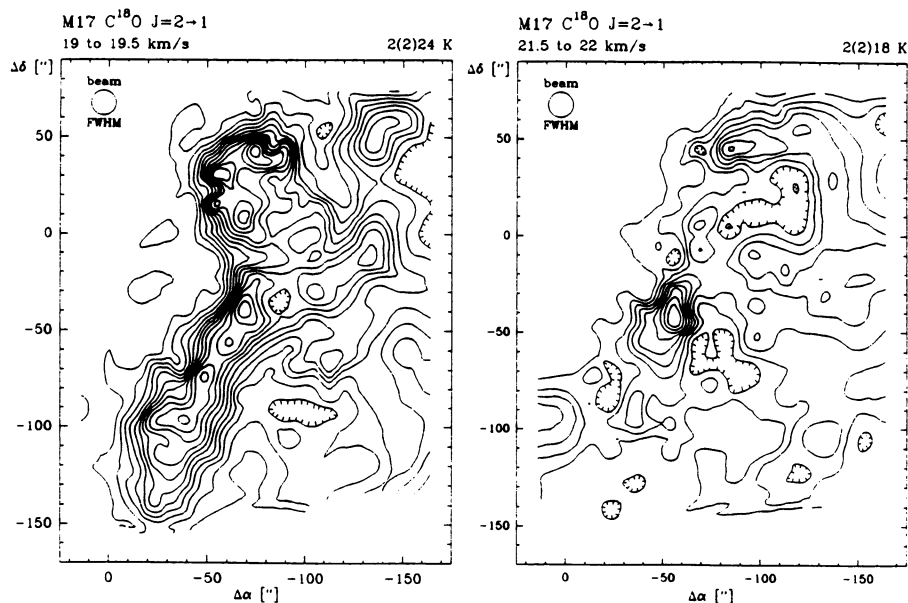 M17 C¹⁸O J=2→1
19 to 19.5 km/s 2(2)24 K
Δδ ["]
beam
FWHM
50
0
-50
-100
-150
0 -50 -100 -150
Δα ["]
M17 C¹⁸O J=2→1
21.5 to 22 km/s 2(2)18 K
Δδ ["]
beam
FWHM
50
0
-50
-100
-150
0 -50 -100 -150
Δα ["]